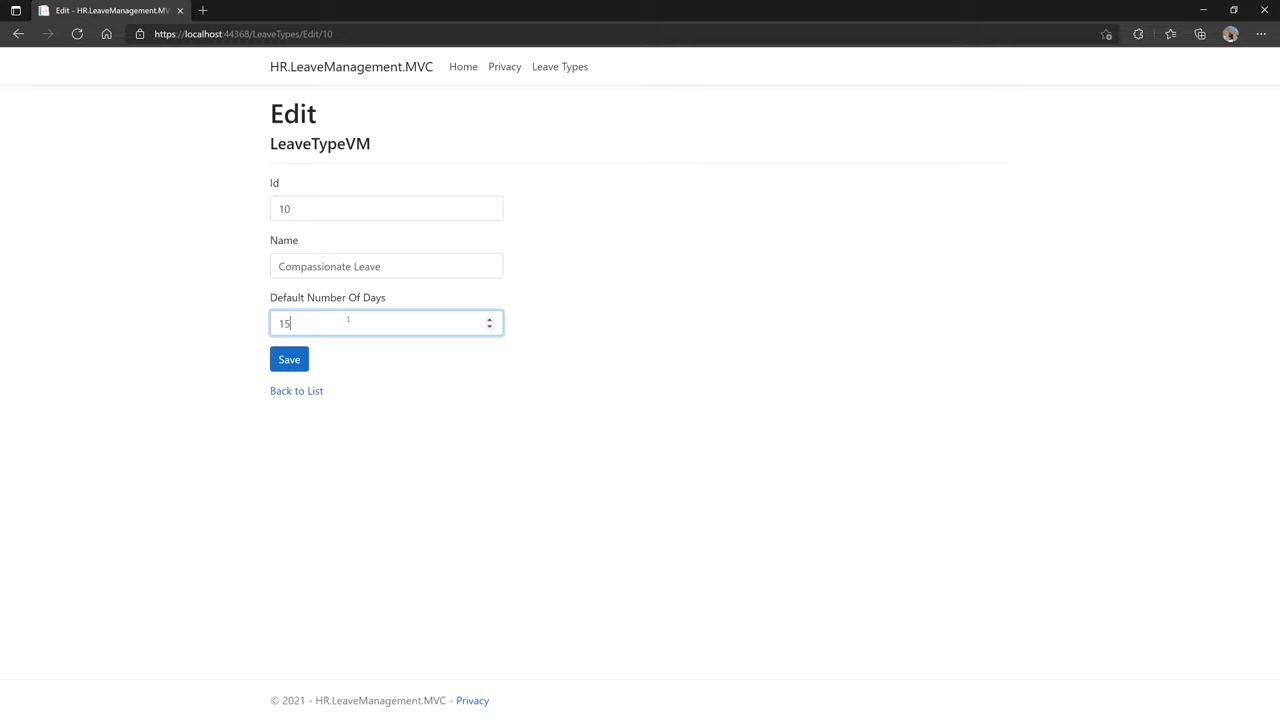 Edit - HR.LeaveManagement.MV
https://localhost:44368/LeaveTypes/Edit/10
HR.LeaveManagement.MVC Home Privacy Leave Types
Edit
LeaveTypeVM
Id
10
Name
Compassionate Leave
Default Number Of Days
15
Save
Back to List
© 2021 - HR.LeaveManagement.MVC - Privacy